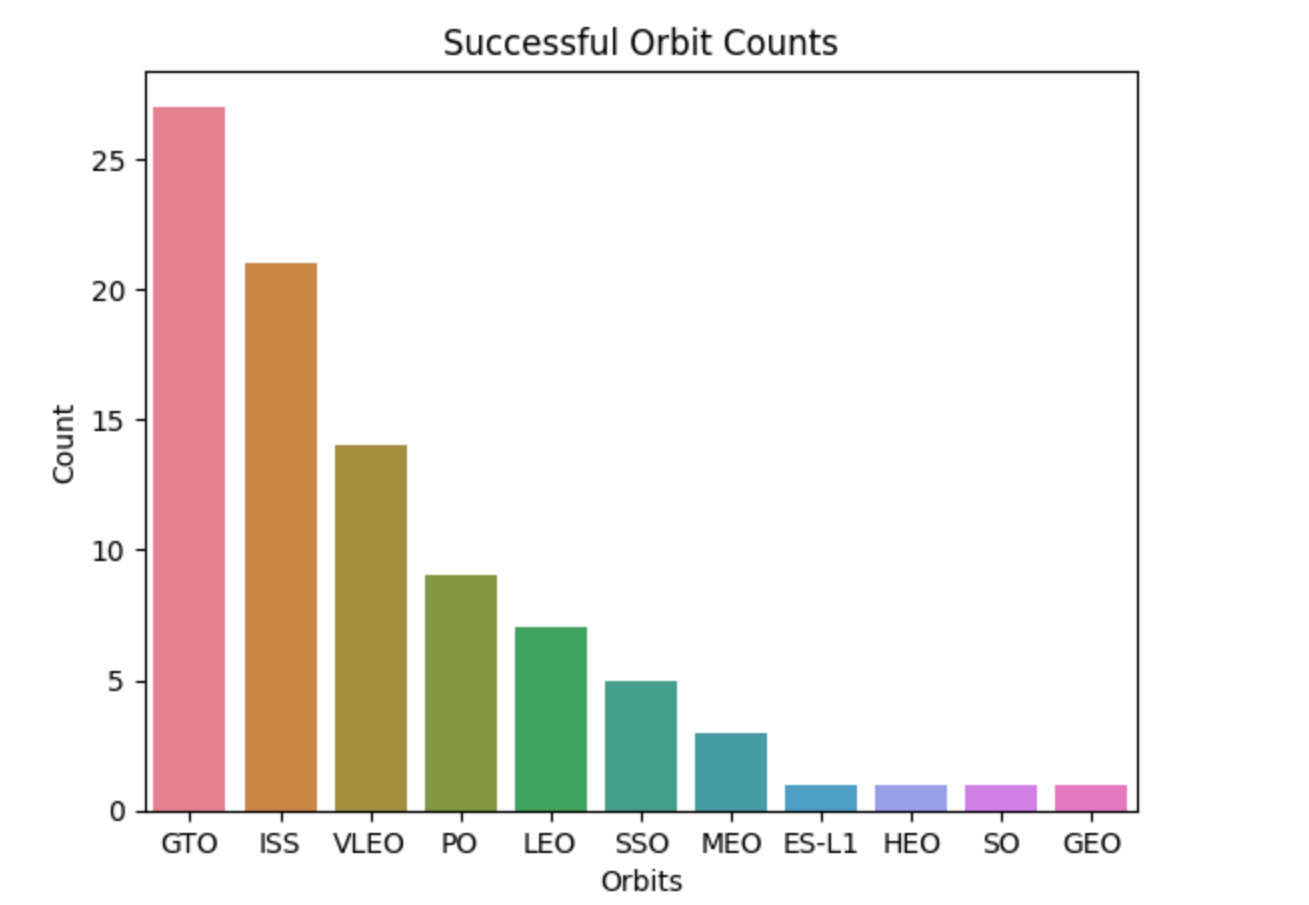 Successful Orbit Counts
25
20
15
10
5
0
Count
GTO ISS VLEO PO LEO SSO MEO ES-L1 HEO SO GEO
Orbits